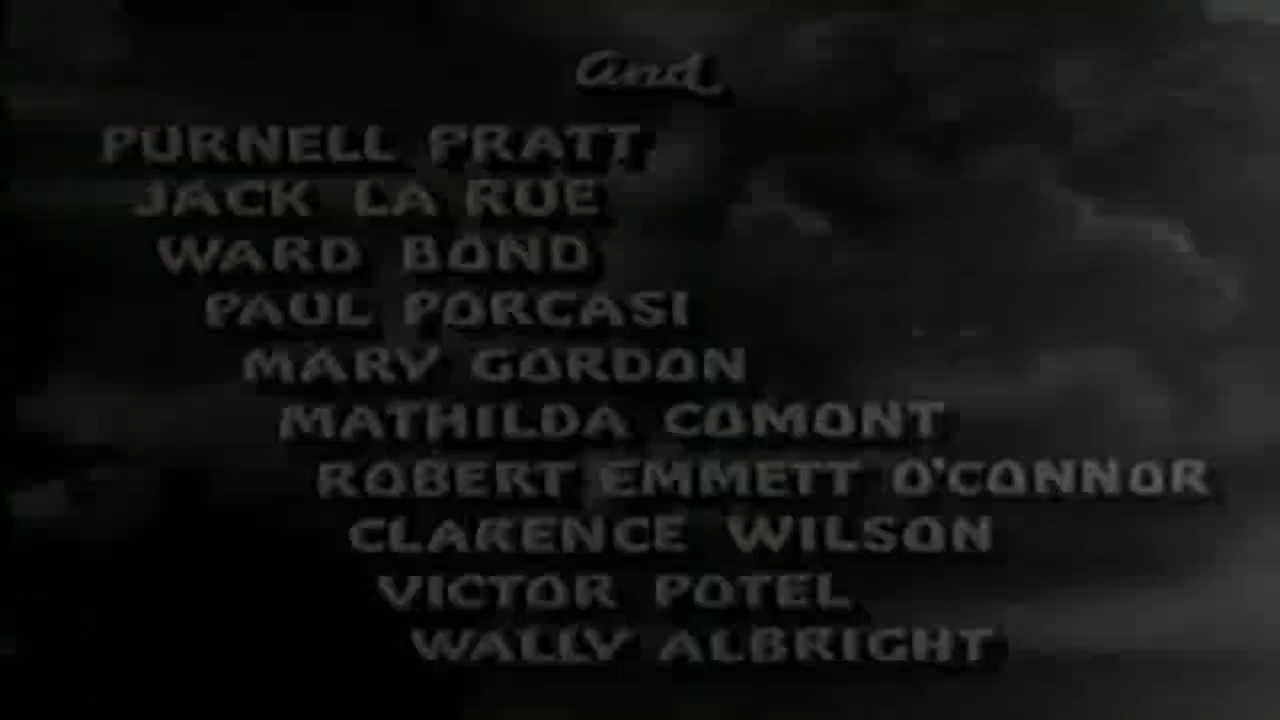 and
PURNELL PRATT
JACK LA RUE
WARD BOND
PAUL PORCASI
MARY GORDON
MATHILDA COMONT
ROBERT EMMETT O'CONNOR
CLARENCE WILSON
VICTOR POTEL
WALLY ALBRIGHT